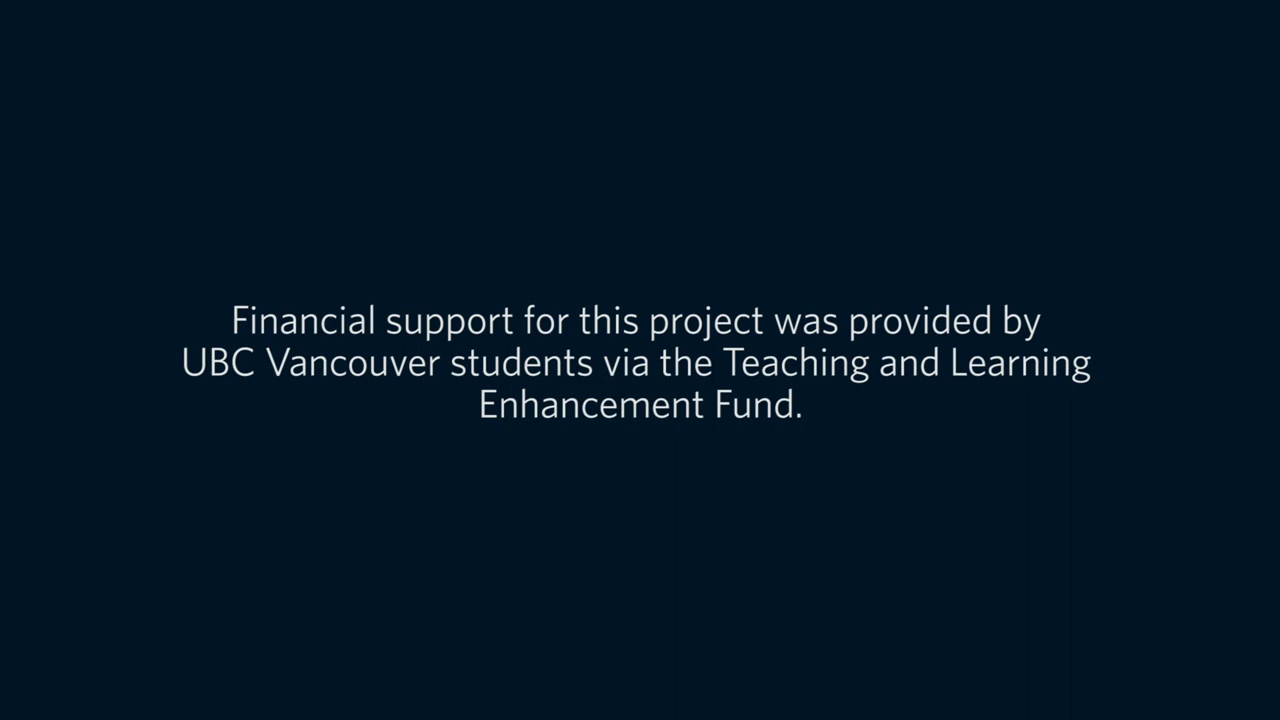 Financial support for this project was provided by
UBC Vancouver students via the Teaching and Learning
Enhancement Fund.